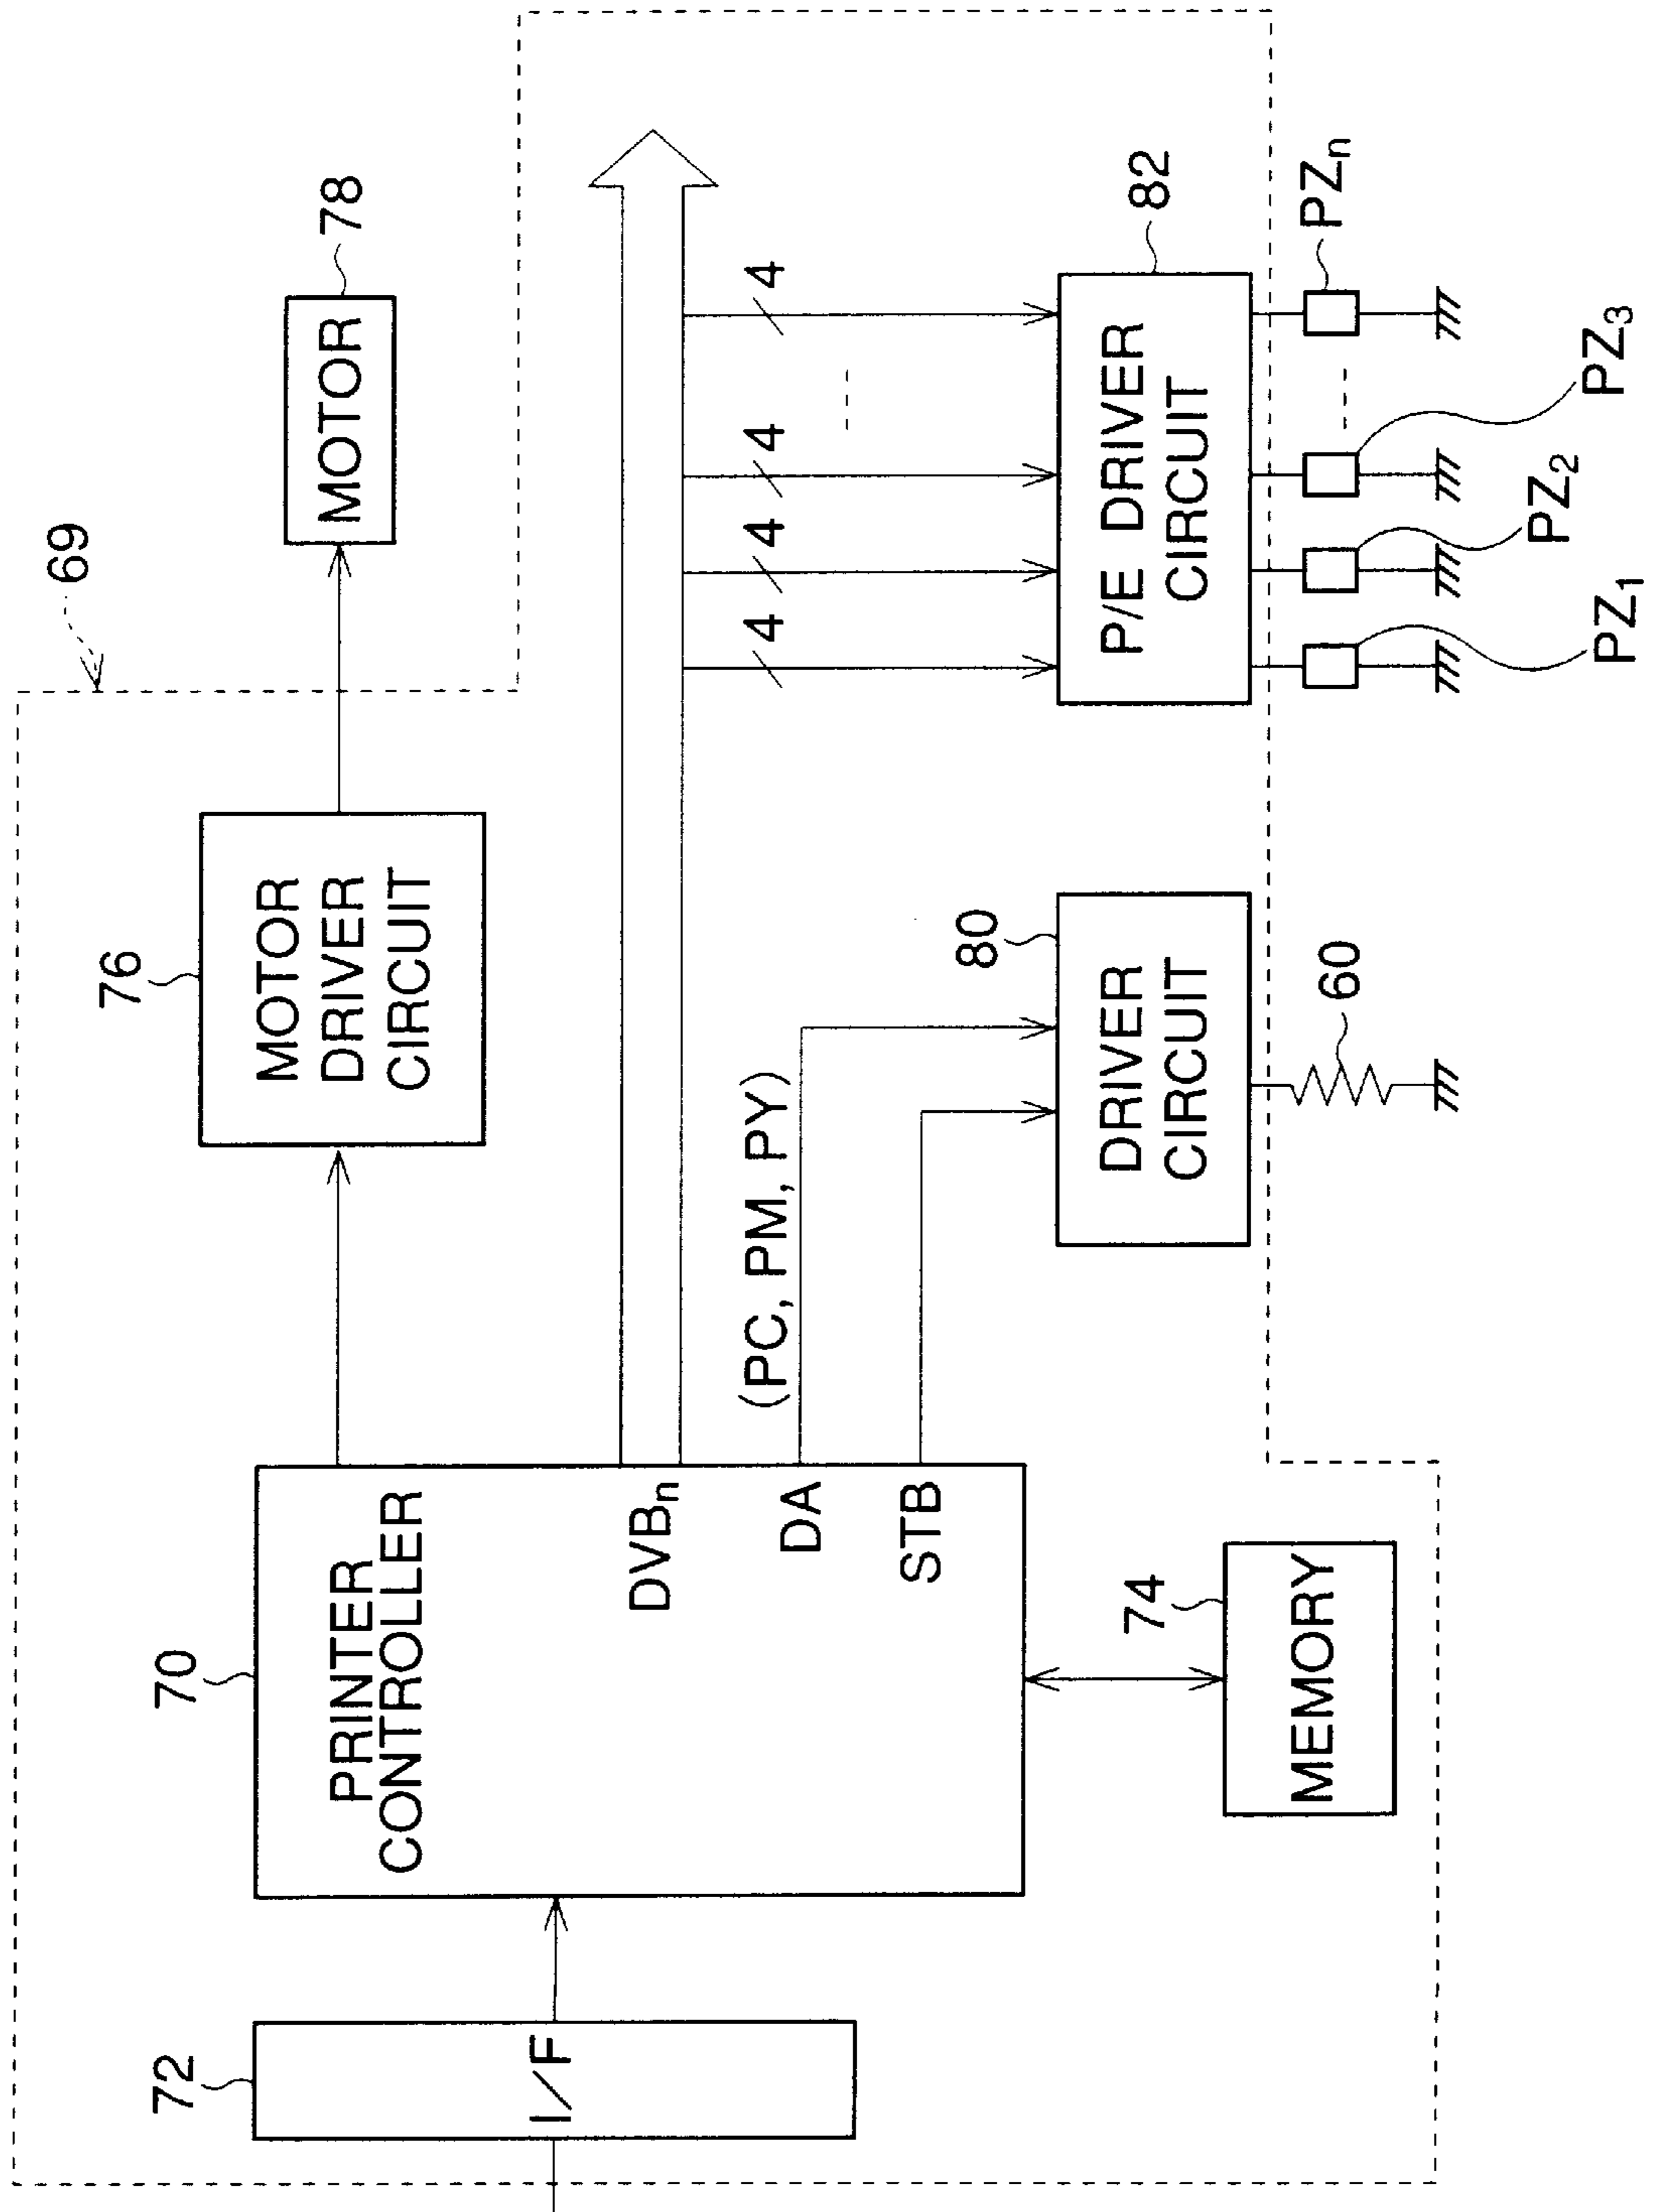 69
76
MOTOR
DRIVER
CIRCUIT
MOTOR
78
72
I/F
70
PRINTER
CONTROLLER
DVBn
DA
STB
(PC, PM, PY)
4
4
4
4
74
MEMORY
80
DRIVER
CIRCUIT
60
P/E DRIVER
CIRCUIT
82
PZ1
PZ2
PZ3
PZn